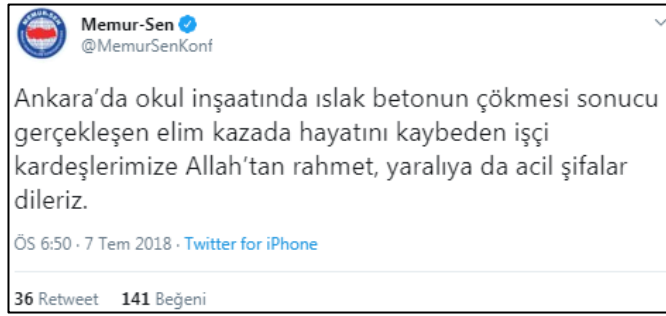 Memur-Sen
@MemurSenKonf
Ankara’da okul inşaatında ıslak betonun çökmesi sonucu
gerçekleşen elim kazada hayatını kaybeden işçi
kardeşlerimize Allah’tan rahmet, yaralıya da acil şifalar
dileriz.
ÖS 6:50 · 7 Tem 2018 · Twitter for iPhone
36 Retweet 141 Beğeni